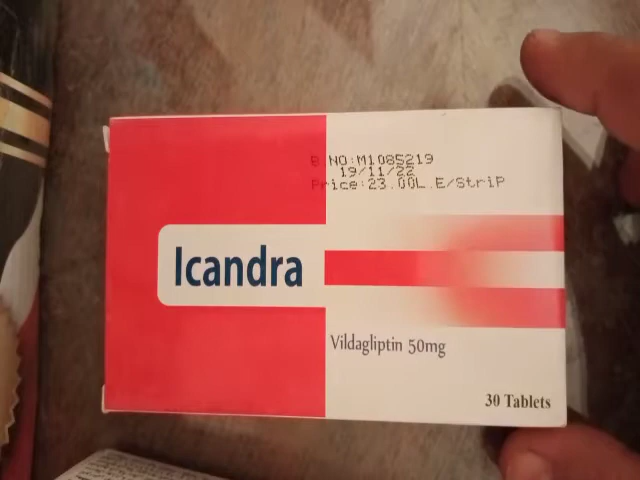 B NO:M1085219
19/11/22
Price:23.00L.E/StriP
Icandra
Vildagliptin 50mg
30 Tablets